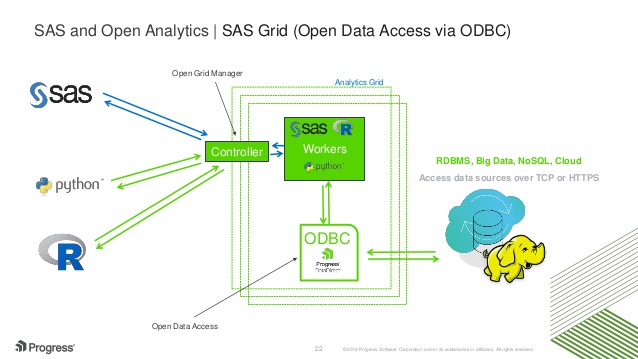 SAS and Open Analytics | SAS Grid (Open Data Access via ODBC)
Open Grid Manager
Analytics Grid
sas
sas R
Controller
Workers
python
python
RDBMS, Big Data, NoSQL, Cloud
Access data sources over TCP or HTTPS
ODBC
Progress
DataDirect
R
Open Data Access
Progress
22
©2016 Progress Software Corporation and/or its subsidiaries or affiliates. All rights reserved.